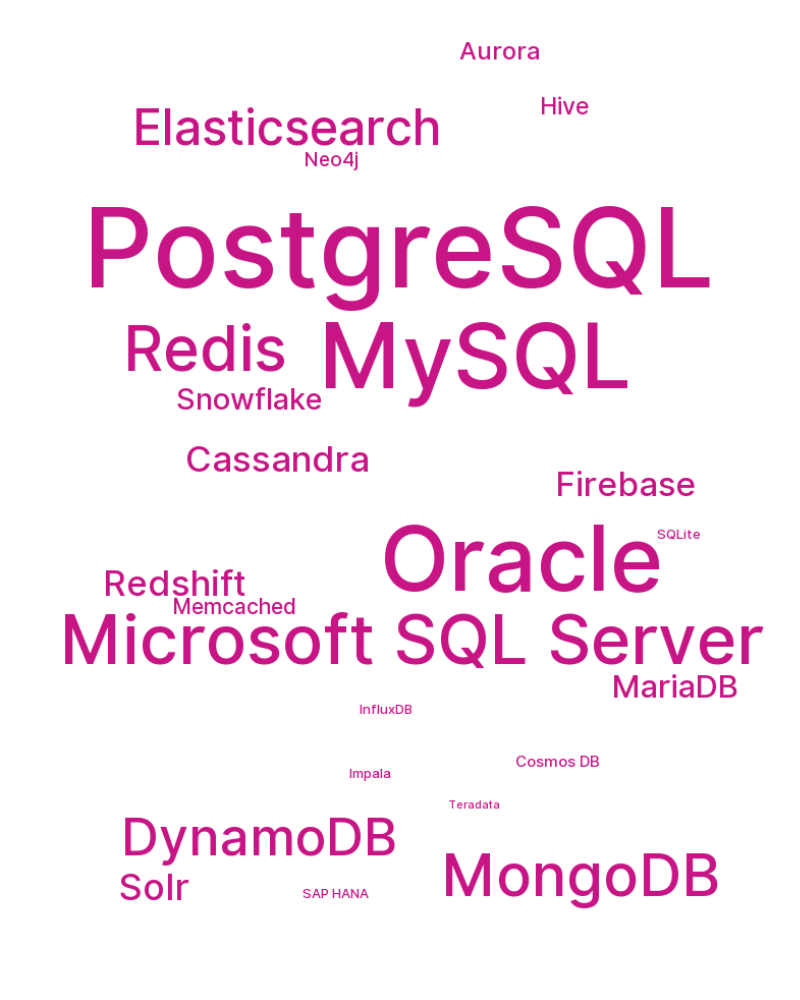 Aurora
Hive
Elasticsearch
Neo4j
PostgreSQL
Redis
MySQL
Snowflake
Cassandra
Firebase
Oracle
SQLite
Redshift
Memcached
Microsoft SQL Server
MariaDB
InfluxDB
Cosmos DB
Impala
Teradata
DynamoDB
MongoDB
Solr
SAP HANA